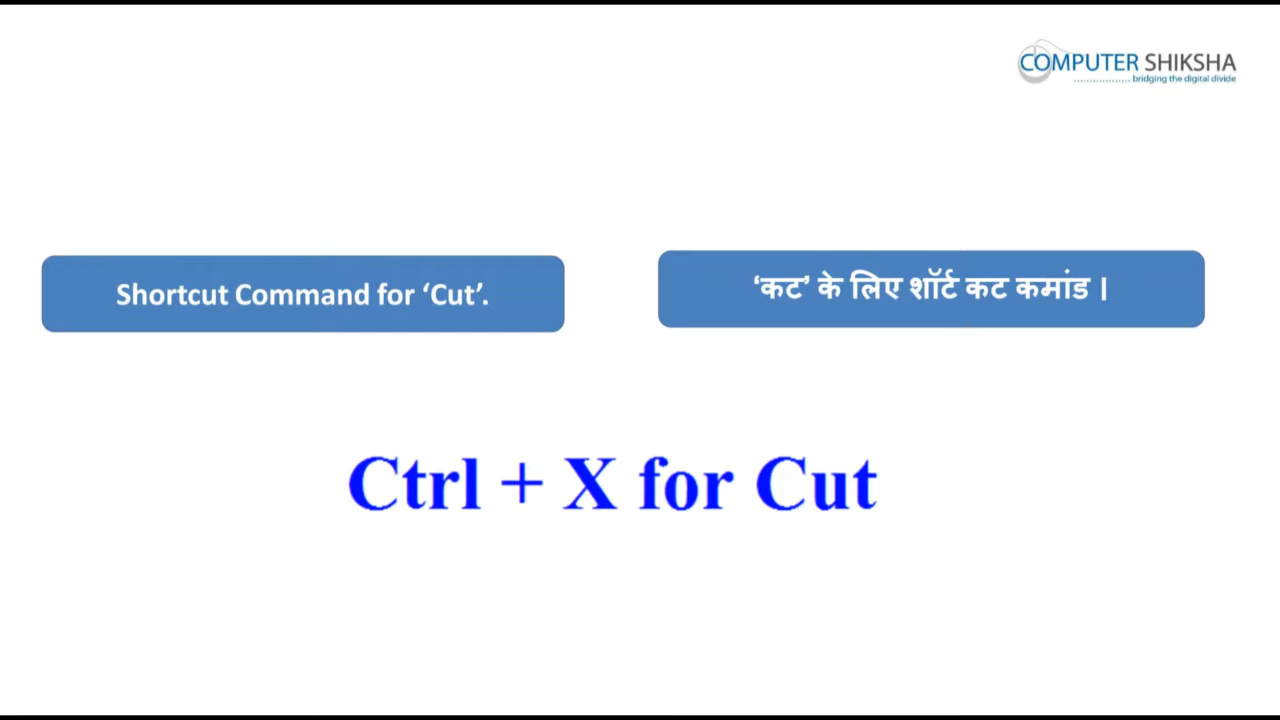 COMPUTER SHIKSHA
bridging the digital divide
Shortcut Command for ‘Cut’.
‘कट’ के लिए शॉर्ट कट कमांड ।
Ctrl + X for Cut